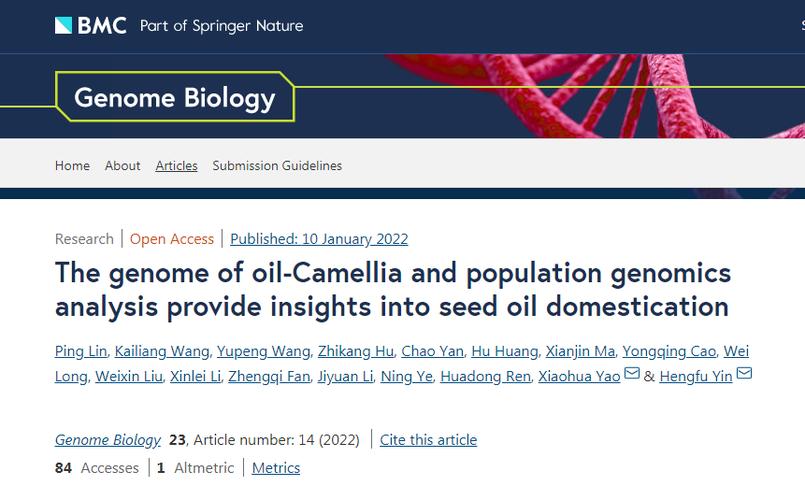 BMC Part of Springer Nature
Genome Biology
Home About Articles Submission Guidelines
Research | Open Access | Published: 10 January 2022
The genome of oil-Camellia and population genomics
analysis provide insights into seed oil domestication
Ping Lin, Kailiang Wang, Yupeng Wang, Zhikang Hu, Chao Yan, Hu Huang, Xianjin Ma, Yongqing Cao, Wei
Long, Weixin Liu, Xinlei Li, Zhengqi Fan, Jiyuan Li, Ning Ye, Huadong Ren, Xiaohua Yao & Hengfu Yin
Genome Biology 23, Article number: 14 (2022) | Cite this article
84 Accesses | 1 Altmetric | Metrics